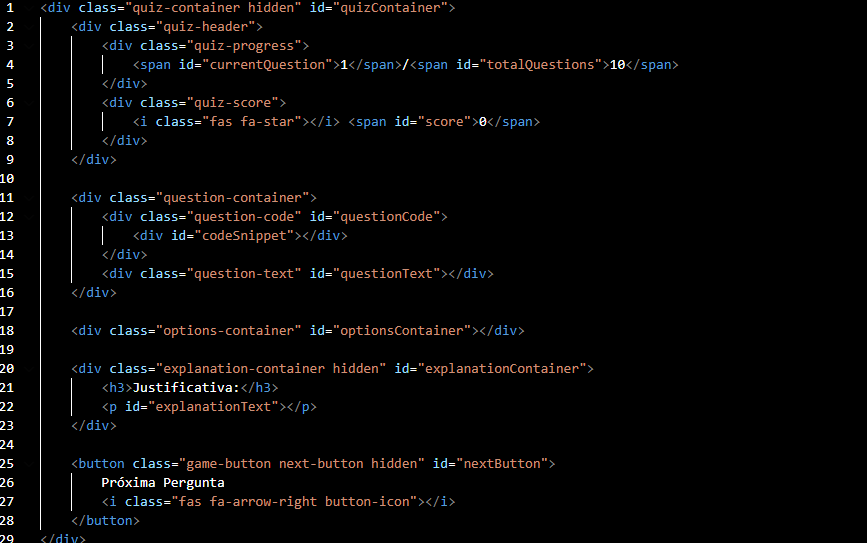 1 <div class="quiz-container hidden" id="quizContainer">
2     <div class="quiz-header">
3         <div class="quiz-progress">
4             <span id="currentQuestion">1</span>/<span id="totalQuestions">10</span>
5         </div>
6         <div class="quiz-score">
7             <i class="fas fa-star"></i> <span id="score">0</span>
8         </div>
9     </div>
10
11     <div class="question-container">
12         <div class="question-code" id="questionCode">
13             <div id="codeSnippet"></div>
14         </div>
15         <div class="question-text" id="questionText"></div>
16     </div>
17
18     <div class="options-container" id="optionsContainer"></div>
19
20     <div class="explanation-container hidden" id="explanationContainer">
21         <h3>Justificativa:</h3>
22         <p id="explanationText"></p>
23     </div>
24
25     <button class="game-button next-button hidden" id="nextButton">
26         Próxima Pergunta
27         <i class="fas fa-arrow-right button-icon"></i>
28     </button>
29 </div>